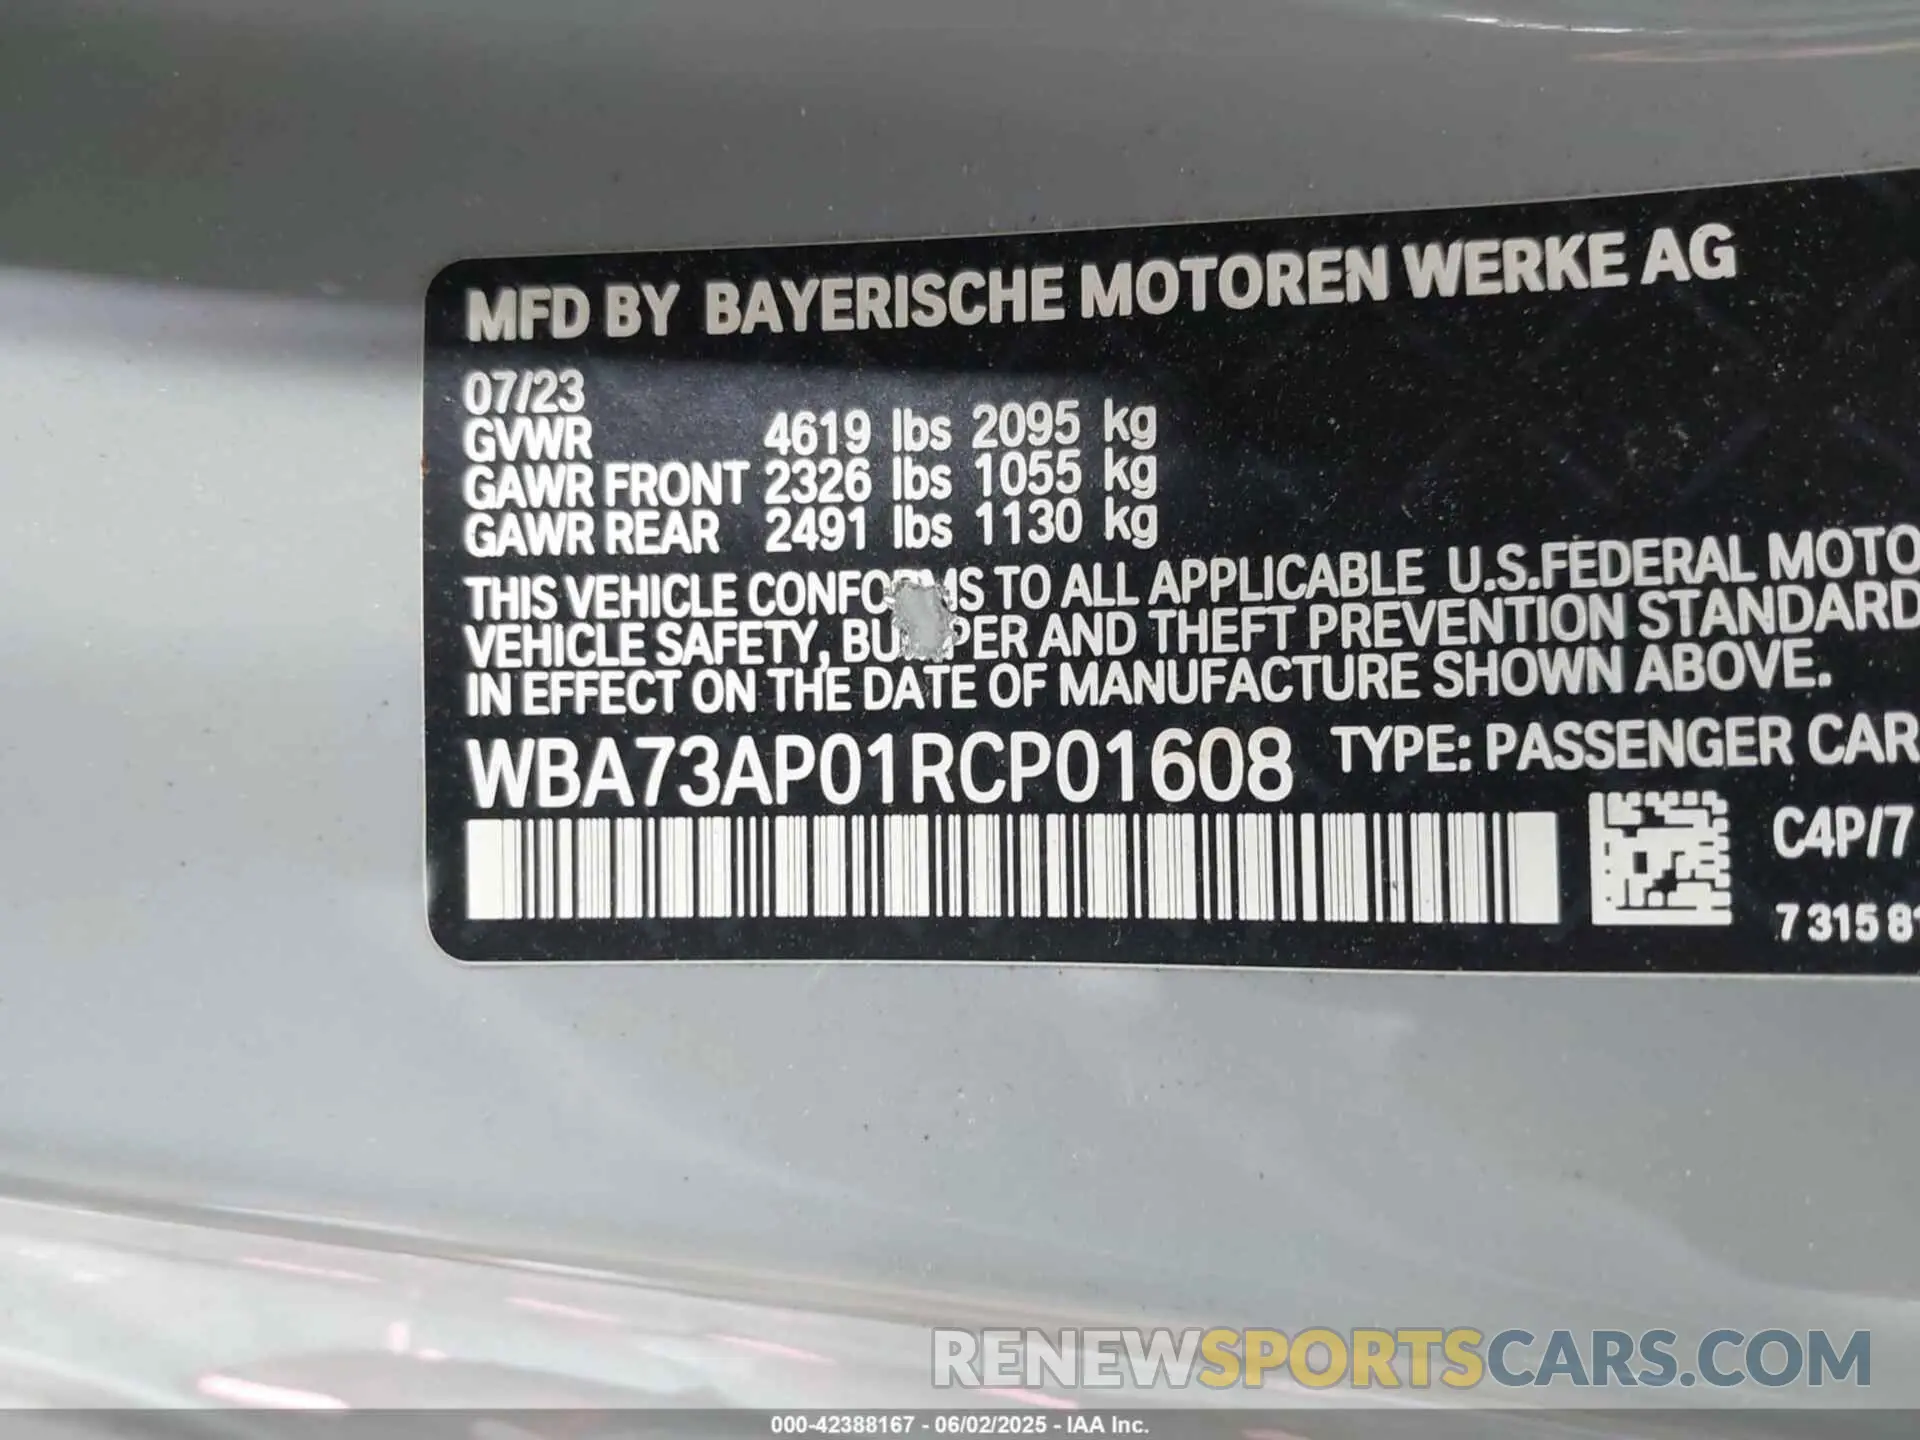 MFD BY BAYERISCHE MOTOREN WERKE AG
07/23
GVWR 4619 lbs 2095 kg
GAWR FRONT 2326 lbs 1055 kg
GAWR REAR 2491 lbs 1130 kg
THIS VEHICLE CONFORMS TO ALL APPLICABLE U.S.FEDERAL MOTO
VEHICLE SAFETY, BU PER AND THEFT PREVENTION STANDARD
IN EFFECT ON THE DATE OF MANUFACTURE SHOWN ABOVE.
WBA73AP01RCP01608 TYPE: PASSENGER CAR
C4P/7
7 315 81
RENEWSPORTSCARS.COM
000-42388167 - 06/02/2025 - IAA Inc.